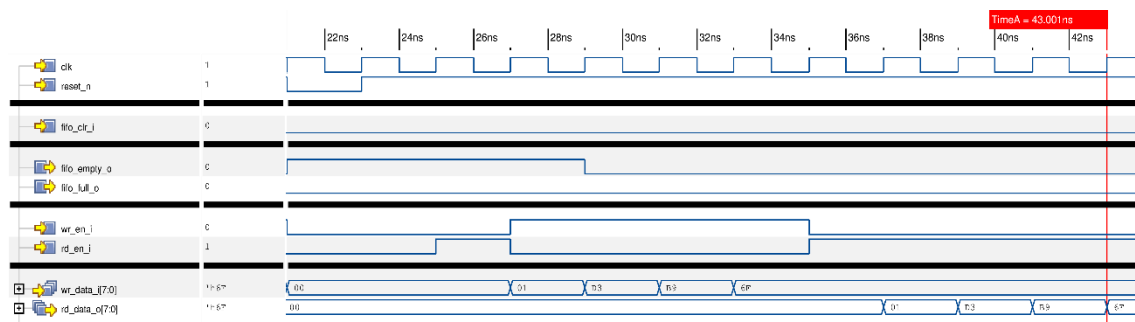 TimeA = 43.001ns
22ns 24ns 26ns 28ns 30ns 32ns 34ns 36ns 38ns 40ns 42ns
clk 1
reset_n 1
fifo_clr_i 0
fifo_empty_o 0
fifo_full_o 0
wr_en_i 0
rd_en_i 1
wr_data_i[7:0] 00 01 6F
rd_data_o[7:0] 00 01